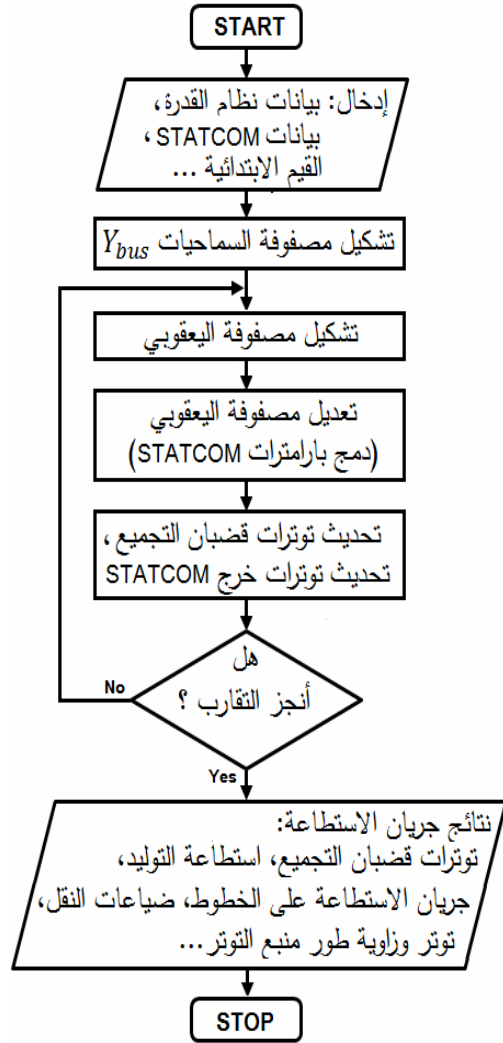 START
إدخال: بيانات نظام القدرة،
بيانات STATCOM،
القيم الابتدائية ...
تشكيل مصفوفة السماحيات Y_bus
تشكيل مصفوفة اليعقوبي
تعديل مصفوفة اليعقوبي
(دمج بارامترات STATCOM)
تحديث توترات قضبان التجميع،
تحديث توترات خرج STATCOM
هل
أنجز التقارب ؟
No
Yes
نتائج جريان الاستطاعة:
توترات قضبان التجميع، استطاعة التوليد،
جريان الاستطاعة على الخطوط، ضياعات النقل،
توتر وزاوية طور منبع التوتر...
STOP